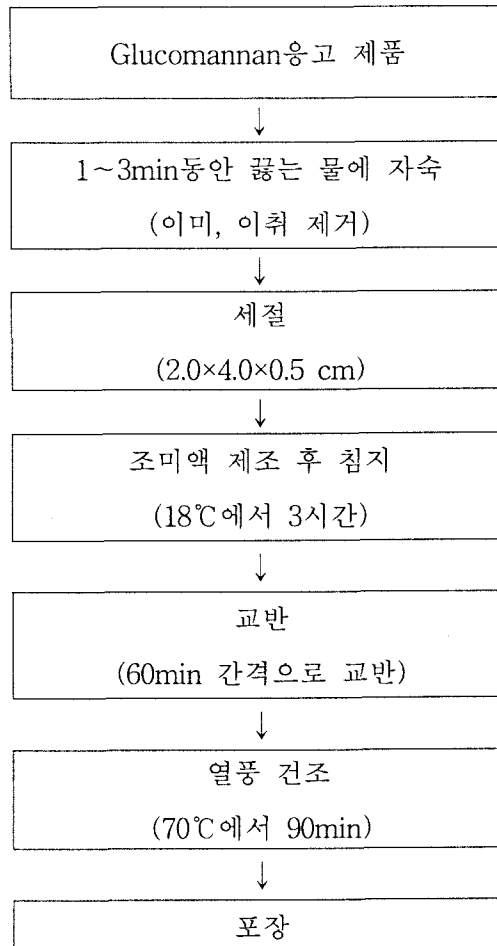 Glucomannan응고 제품
↓
1~3min동안 끓는 물에 자숙
(이미, 이취 제거)
↓
세절
(2.0×4.0×0.5 cm)
↓
조미액 제조 후 침지
(18℃에서 3시간)
↓
교반
(60min 간격으로 교반)
↓
열풍 건조
(70℃에서 90min)
↓
포장